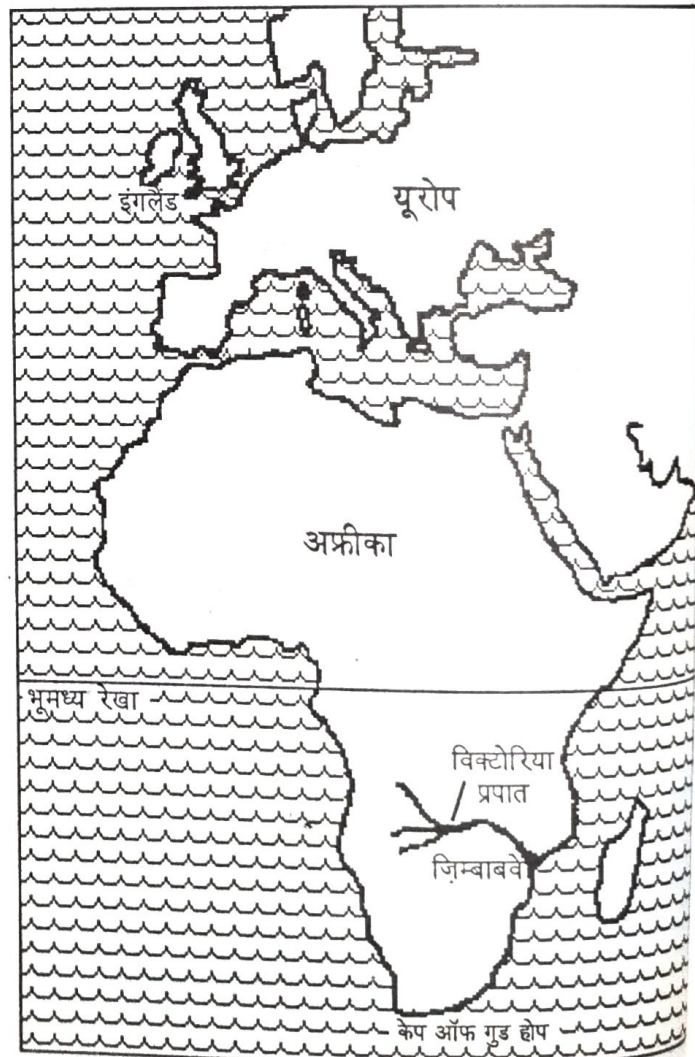 इंगलैंड
यूरोप
अफ्रीका
भूमध्य रेखा
विक्टोरिया
प्रपात
ज़िम्बाबवे
केप ऑफ गुड होप